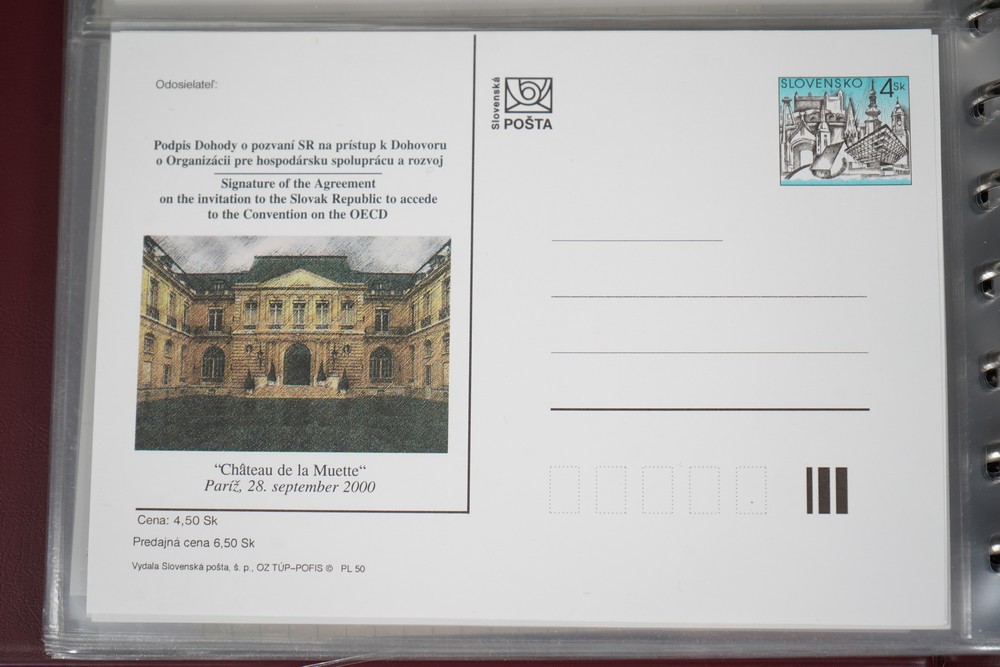 Odosielateľ:
Podpis Dohody o pozvaní SR na prístup k Dohovoru
o Organizácii pre hospodársku spoluprácu a rozvoj
Signature of the Agreement
on the invitation to the Slovak Republic to accede
to the Convention on the OECD
“Château de la Muette“
Paríž, 28. september 2000
Cena: 4,50 Sk
Predajná cena 6,50 Sk
Vydala Slovenská pošta, š. p., OZ TÚP–POFIS © PL 50
Slovenská
POŠTA
SLOVENSKO 4Sk